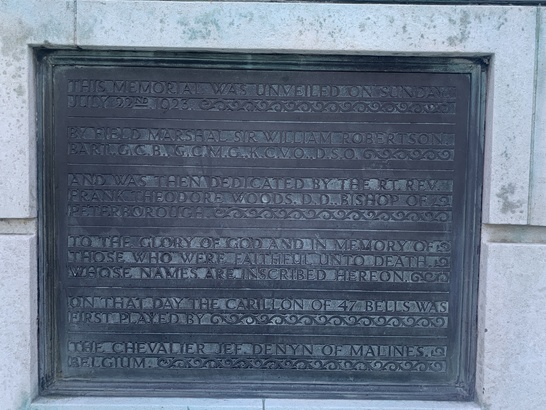 THIS MEMORIAL WAS UNVEILED ON SUNDAY
JULY 22ND 1923
BY FIELD MARSHAL SIR WILLIAM ROBERTSON
BART. G.C.B., G.C.M.G., K.C.V.O., D.S.O.
AND WAS THEN DEDICATED BY THE RT. REV.
FRANK THEODORE WOODS, D.D., BISHOP OF
PETERBOROUGH.
TO THE GLORY OF GOD AND IN MEMORY OF
THOSE WHO WERE FAITHFUL UNTO DEATH,
WHOSE NAMES ARE INSCRIBED HEREON.
ON THAT DAY THE CARILLON OF 47 BELLS WAS
FIRST PLAYED BY
THE CHEVALIER JEF DENYN OF MALINES,
BELGIUM.